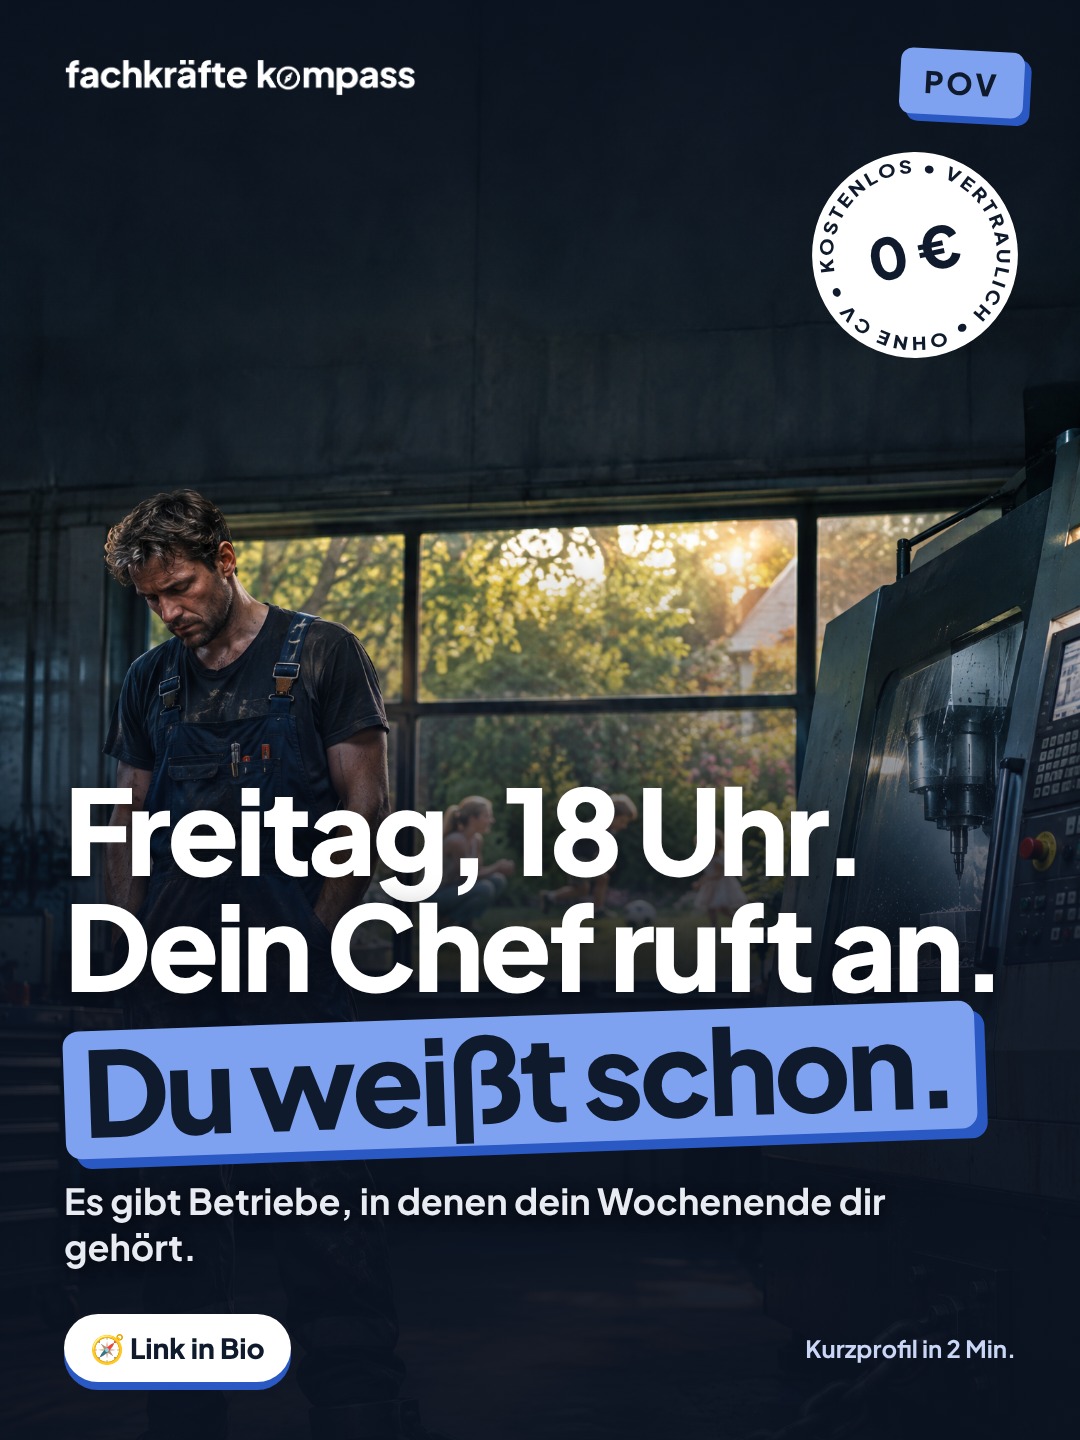 fachkräfte kompass
POV
KOSTENLOS • VERTRAULICH • OHNE CV •
0 €
Freitag, 18 Uhr.
Dein Chef ruft an.
Du weißt schon.
Es gibt Betriebe, in denen dein Wochenende dir
gehört.
🧭 Link in Bio
Kurzprofil in 2 Min.